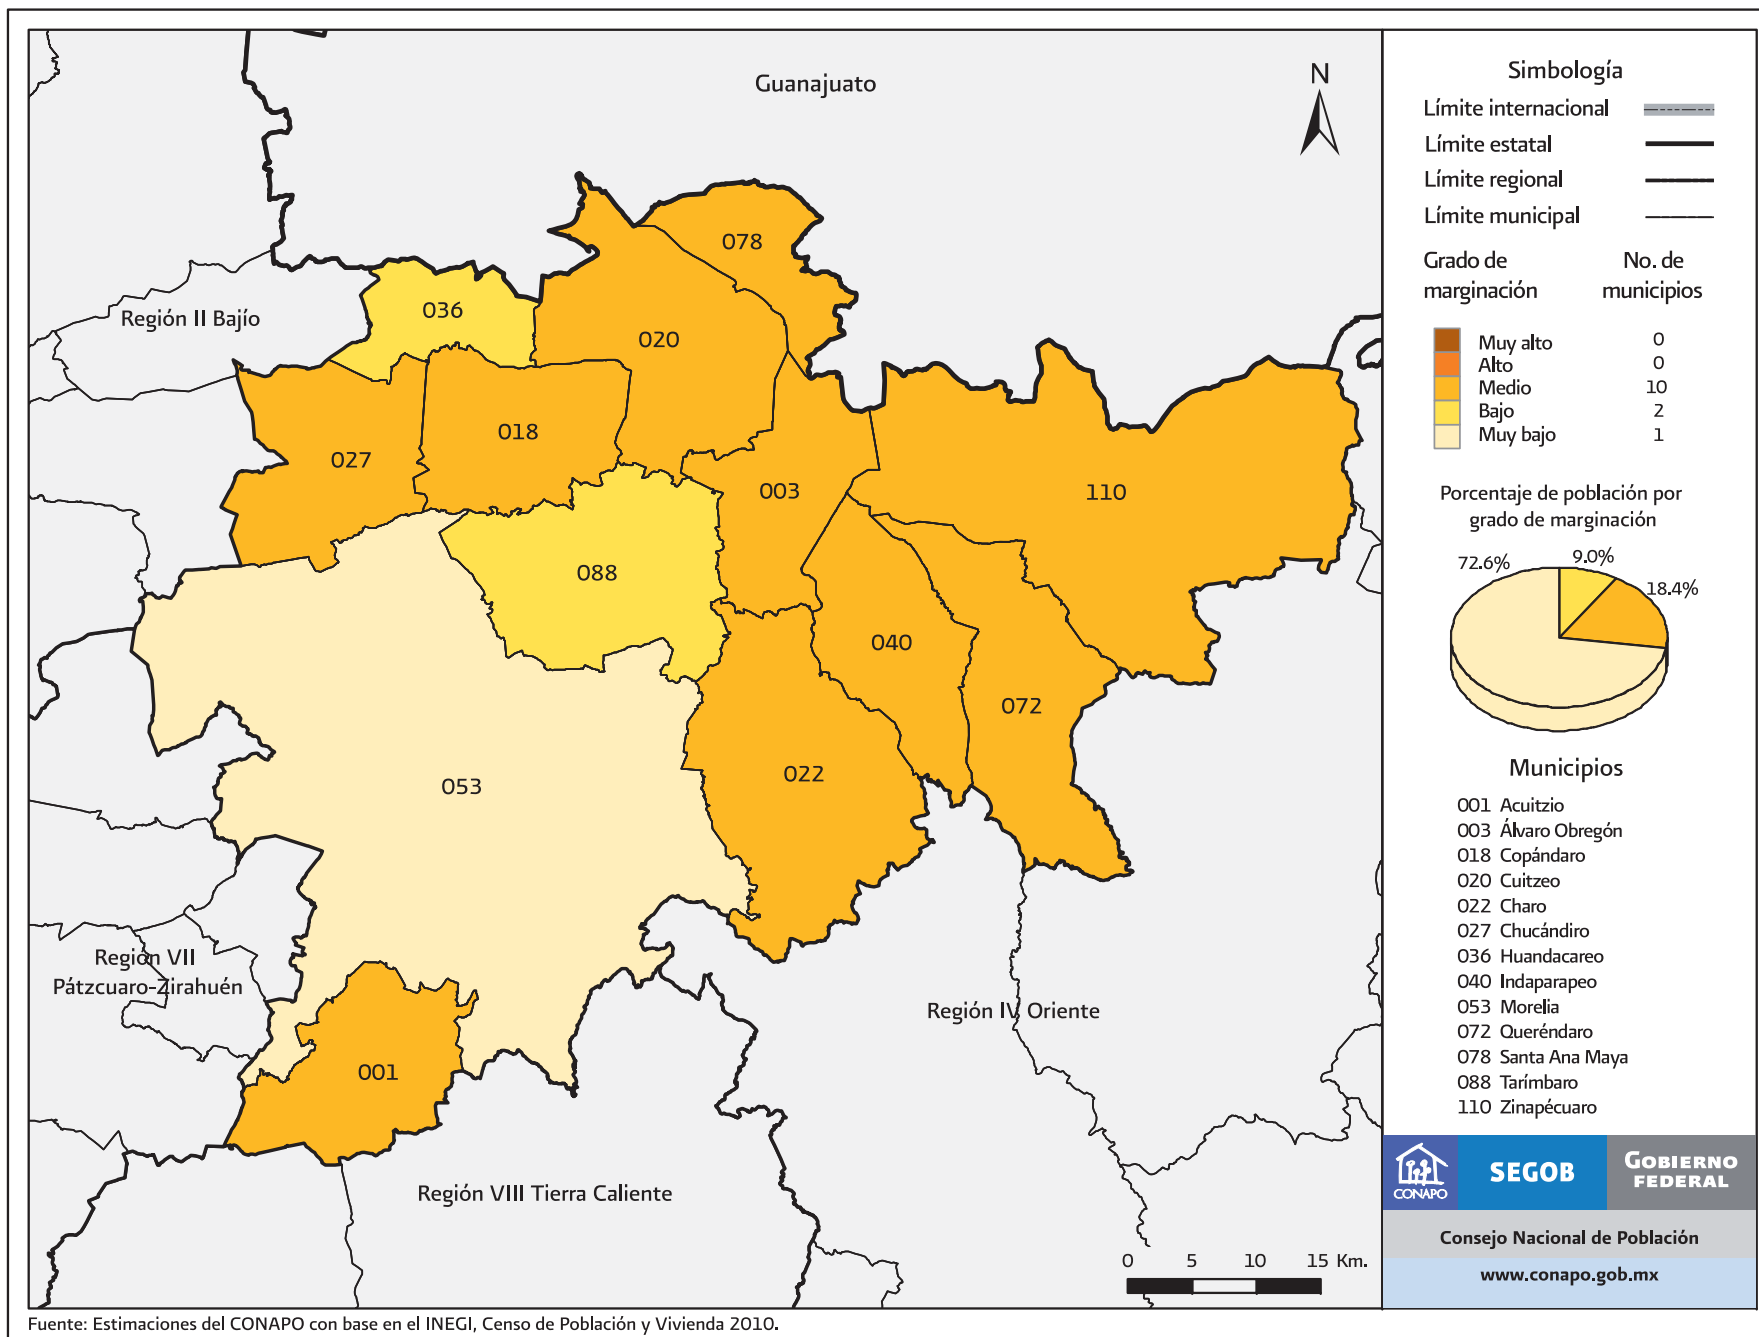 Guanajuato
N
078
Región II Bajío
036
020
018
027
003
110
088
040
072
022
053
Región VII
Pátzcuaro-Zirahuén
Región IV Oriente
001
Región VIII Tierra Caliente
0 5 10 15 Km.
Simbología
Límite internacional
Límite estatal
Límite regional
Límite municipal
Grado de marginación
No. de municipios
Muy alto 0
Alto 0
Medio 10
Bajo 2
Muy bajo 1
Porcentaje de población por
grado de marginación
72.6% 9.0%
18.4%
Municipios
001 Acuitzio
003 Álvaro Obregón
018 Copándaro
020 Cuitzeo
022 Charo
027 Chucándiro
036 Huandacareo
040 Indaparapeo
053 Morelia
072 Queréndaro
078 Santa Ana Maya
088 Tarímbaro
110 Zinapécuaro
CONAPO
SEGOB
GOBIERNO
FEDERAL
Consejo Nacional de Población
www.conapo.gob.mx
Fuente: Estimaciones del CONAPO con base en el INEGI, Censo de Población y Vivienda 2010.